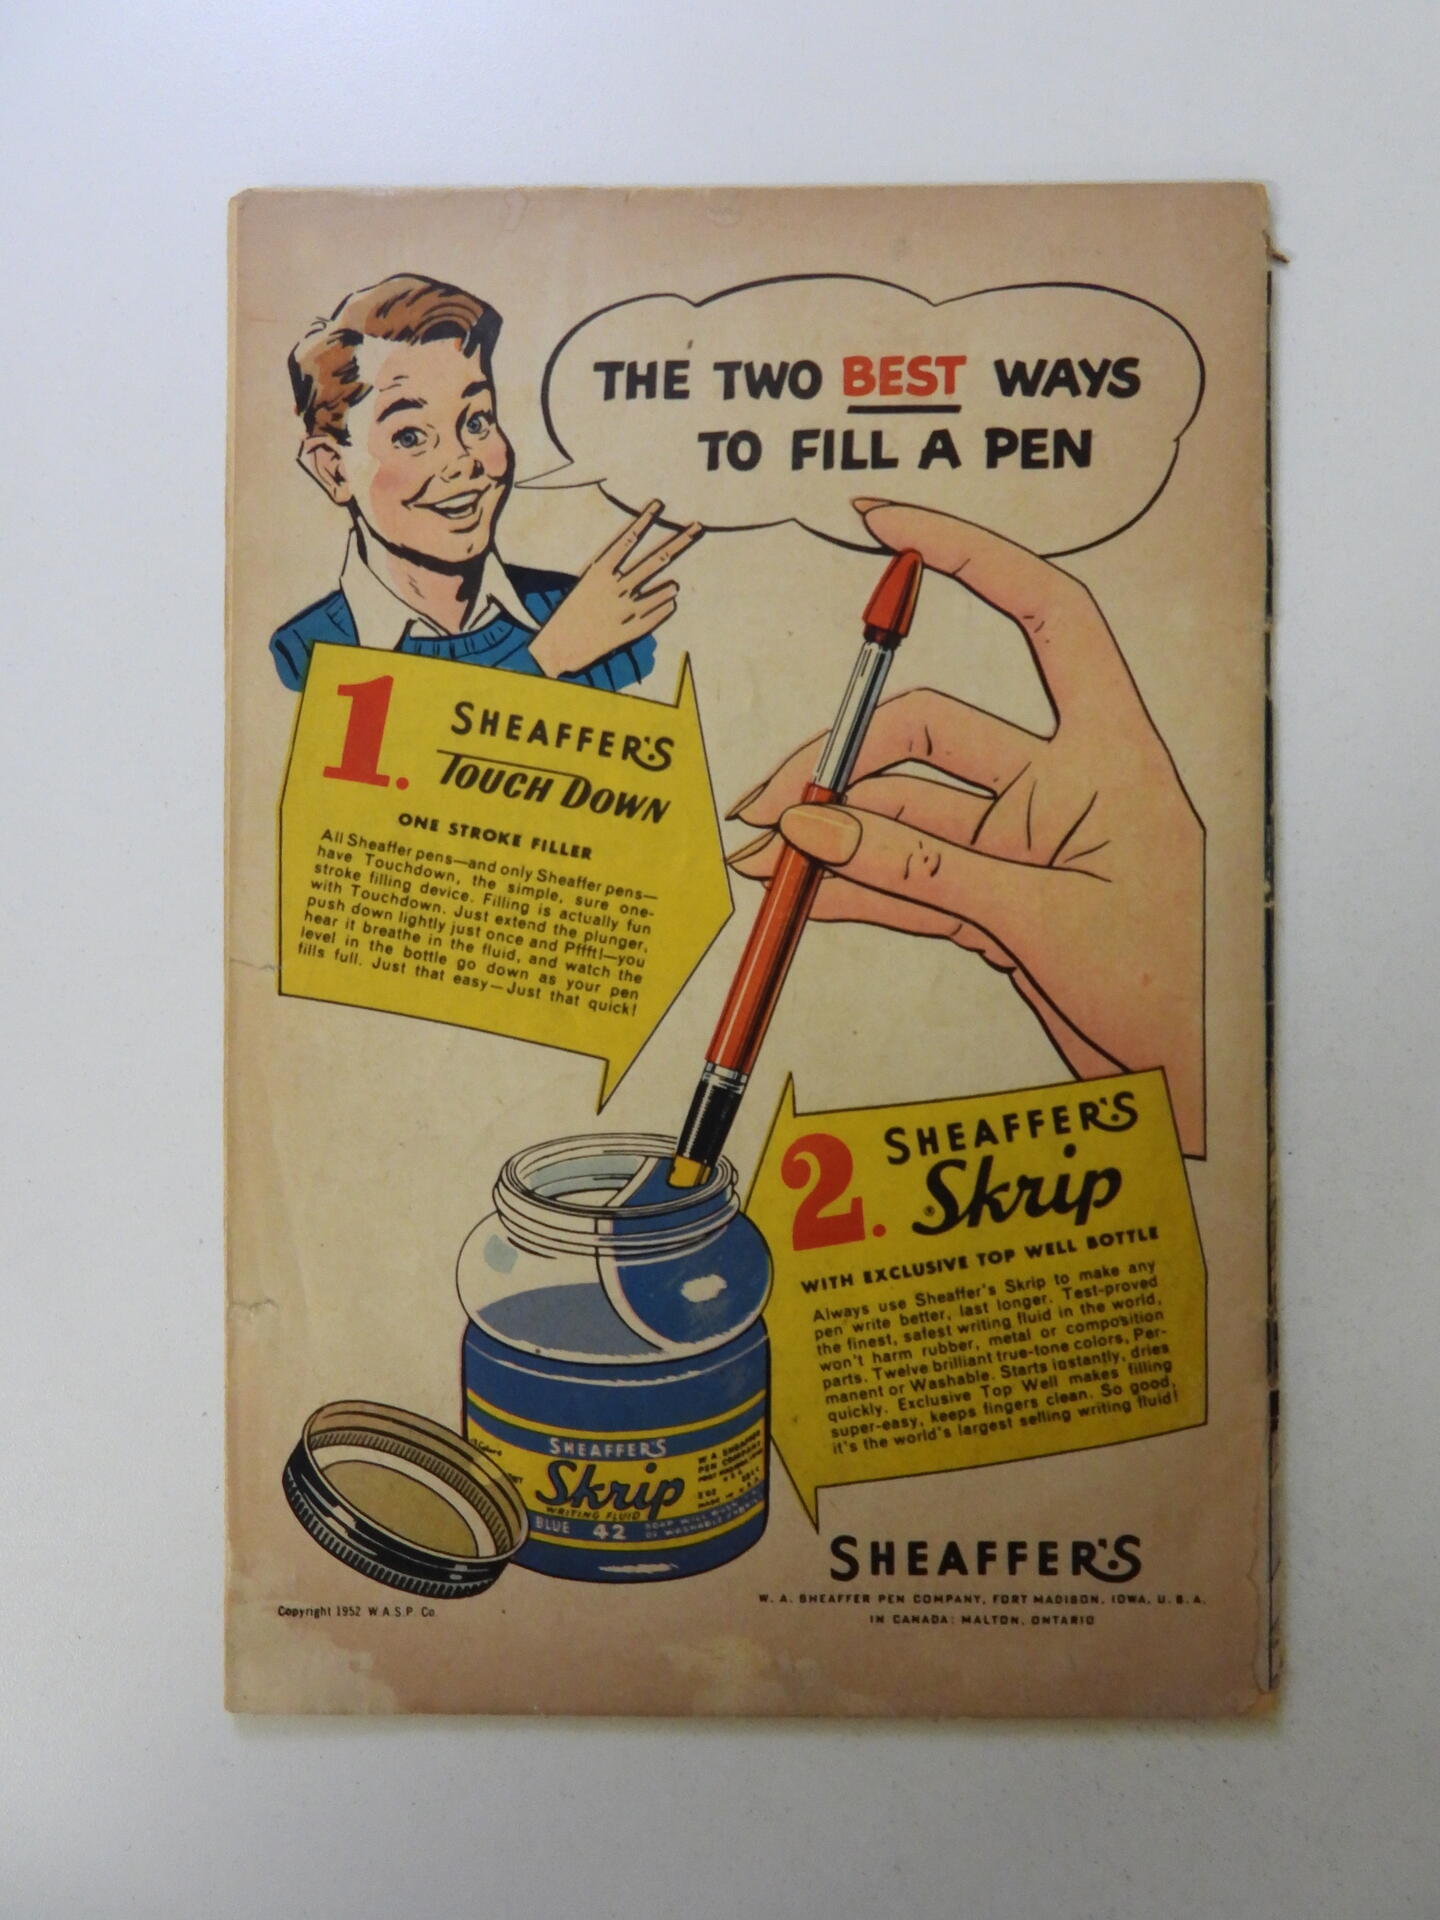 THE TWO BEST WAYS
TO FILL A PEN
1.
SHEAFFER'S
TOUCH DOWN
ONE STROKE FILLER
All Sheaffer pens—and only Sheaffer pens—
have Touchdown, the simple, sure one-
stroke filling device. Filling is actually fun
with Touchdown. Just extend the plunger,
push down lightly just once and Pffft!—you
hear it breathe in the fluid, and watch the
level in the bottle go down as your pen
fills full. Just that easy—Just that quick!
2.
SHEAFFER'S
Skrip
WITH EXCLUSIVE TOP WELL BOTTLE
Always use Sheaffer's Skrip to make any
pen write better, last longer. Test-proved
the finest, safest writing fluid in the world,
won't harm rubber, metal or composition
parts. Twelve brilliant true-tone colors, Per-
manent or Washable. Starts instantly, dries
quickly. Exclusive Top Well makes filling
super-easy, keeps fingers clean. So good,
it's the world's largest selling writing fluid!
SHEAFFER'S
Skrip
WRITING FLUID
BLUE 42
W A SHEAFFER
PEN COMPANY
MADE IN U.S.A.
SHEAFFER'S
W. A. SHEAFFER PEN COMPANY, FORT MADISON, IOWA, U. S. A.
IN CANADA: MALTON, ONTARIO
Copyright 1952 W.A.S.P. Co.